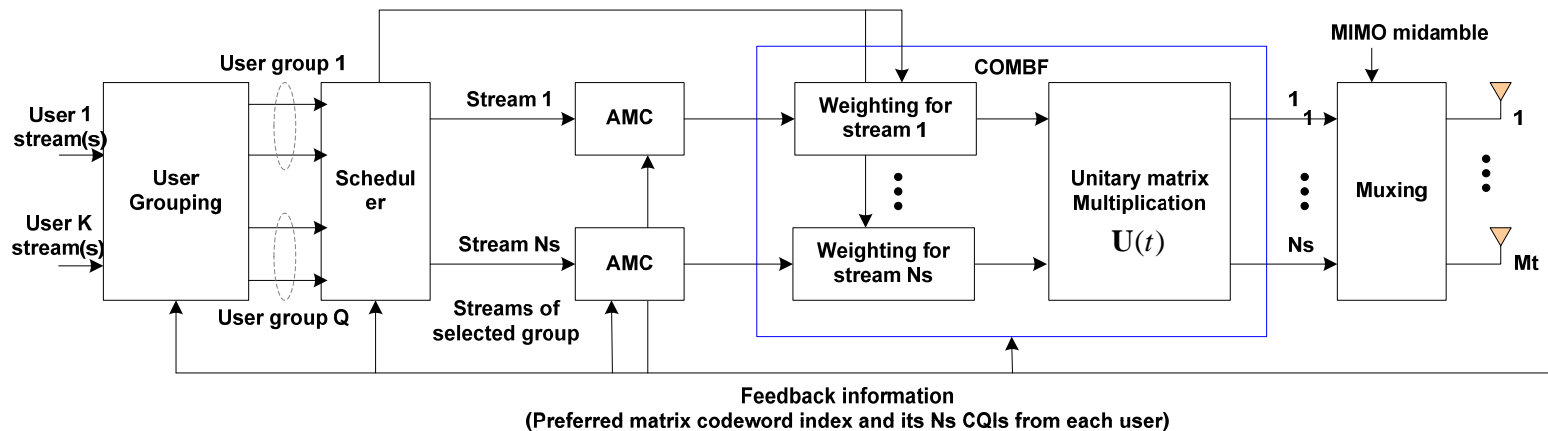 User 1
stream(s)
User K
stream(s)
User
Grouping
User group 1
User group Q
Schedul
er
Stream 1
Stream Ns
Streams of
selected group
AMC
AMC
COMBF
Weighting for
stream 1
Weighting for
stream Ns
Unitary matrix
Multiplication
U(t)
1
1
Ns
MIMO midamble
Muxing
1
Mt
Feedback information
(Preferred matrix codeword index and its Ns CQIs from each user)